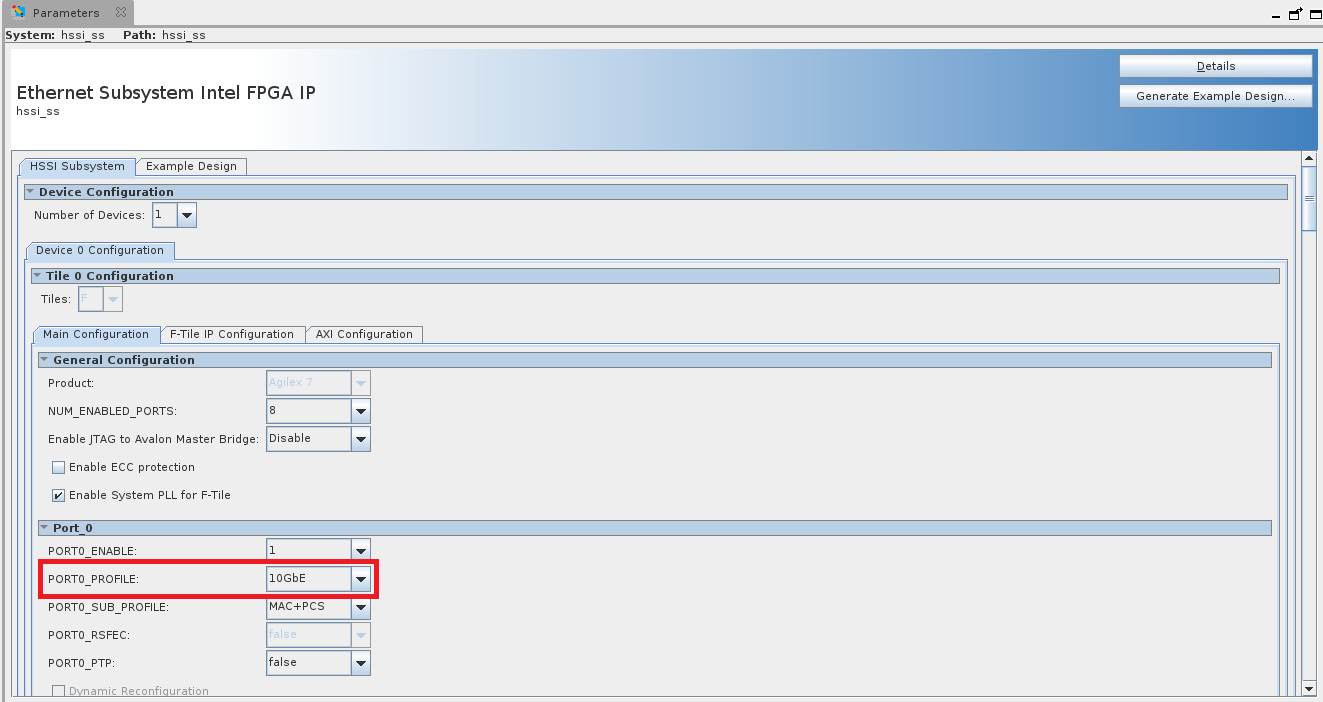 Parameters
System: hssi_ss Path: hssi_ss
Details
Ethernet Subsystem Intel FPGA IP
hssi_ss
Generate Example Design...
HSSI Subsystem Example Design
Device Configuration
Number of Devices: 1
Device 0 Configuration
Tile 0 Configuration
Tiles: F
Main Configuration F-Tile IP Configuration AXI Configuration
General Configuration
Product: Agilex 7
NUM_ENABLED_PORTS: 8
Enable JTAG to Avalon Master Bridge: Disable
Enable ECC protection
Enable System PLL for F-Tile
Port_0
PORT0_ENABLE: 1
PORT0_PROFILE: 10GbE
PORT0_SUB_PROFILE: MAC+PCS
PORT0_RSFEC: false
PORT0_PTP: false
Dynamic Reconfiguration